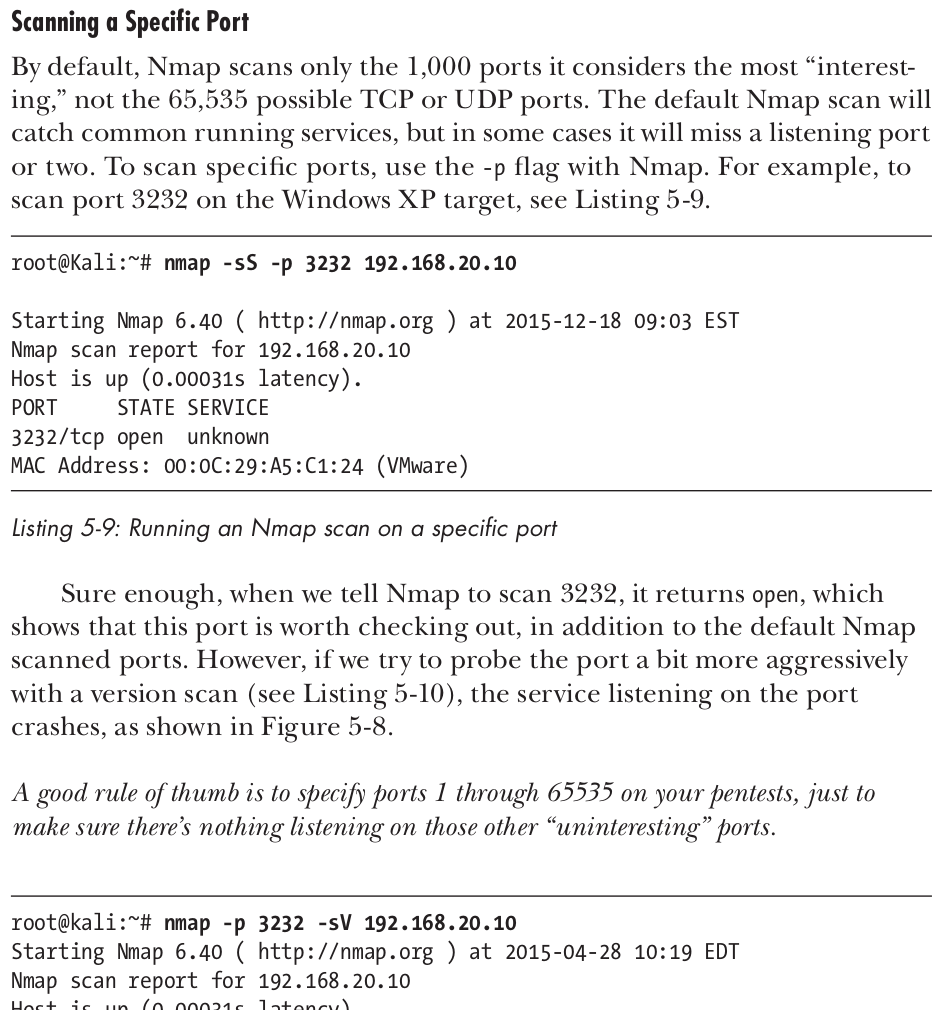 Scanning a Specific Port
By default, Nmap scans only the 1,000 ports it considers the most “interest-
ing,” not the 65,535 possible TCP or UDP ports. The default Nmap scan will
catch common running services, but in some cases it will miss a listening port
or two. To scan specific ports, use the -p flag with Nmap. For example, to
scan port 3232 on the Windows XP target, see Listing 5-9.
root@Kali:~# nmap -sS -p 3232 192.168.20.10
Starting Nmap 6.40 ( http://nmap.org ) at 2015-12-18 09:03 EST
Nmap scan report for 192.168.20.10
Host is up (0.00031s latency).
PORT     STATE SERVICE
3232/tcp open  unknown
MAC Address: 00:0C:29:A5:C1:24 (VMware)
Listing 5-9: Running an Nmap scan on a specific port
Sure enough, when we tell Nmap to scan 3232, it returns open, which
shows that this port is worth checking out, in addition to the default Nmap
scanned ports. However, if we try to probe the port a bit more aggressively
with a version scan (see Listing 5-10), the service listening on the port
crashes, as shown in Figure 5-8.
A good rule of thumb is to specify ports 1 through 65535 on your pentests, just to
make sure there’s nothing listening on those other “uninteresting” ports.
root@kali:~# nmap -p 3232 -sV 192.168.20.10
Starting Nmap 6.40 ( http://nmap.org ) at 2015-04-28 10:19 EDT
Nmap scan report for 192.168.20.10
Host is up (0.00031s latency)